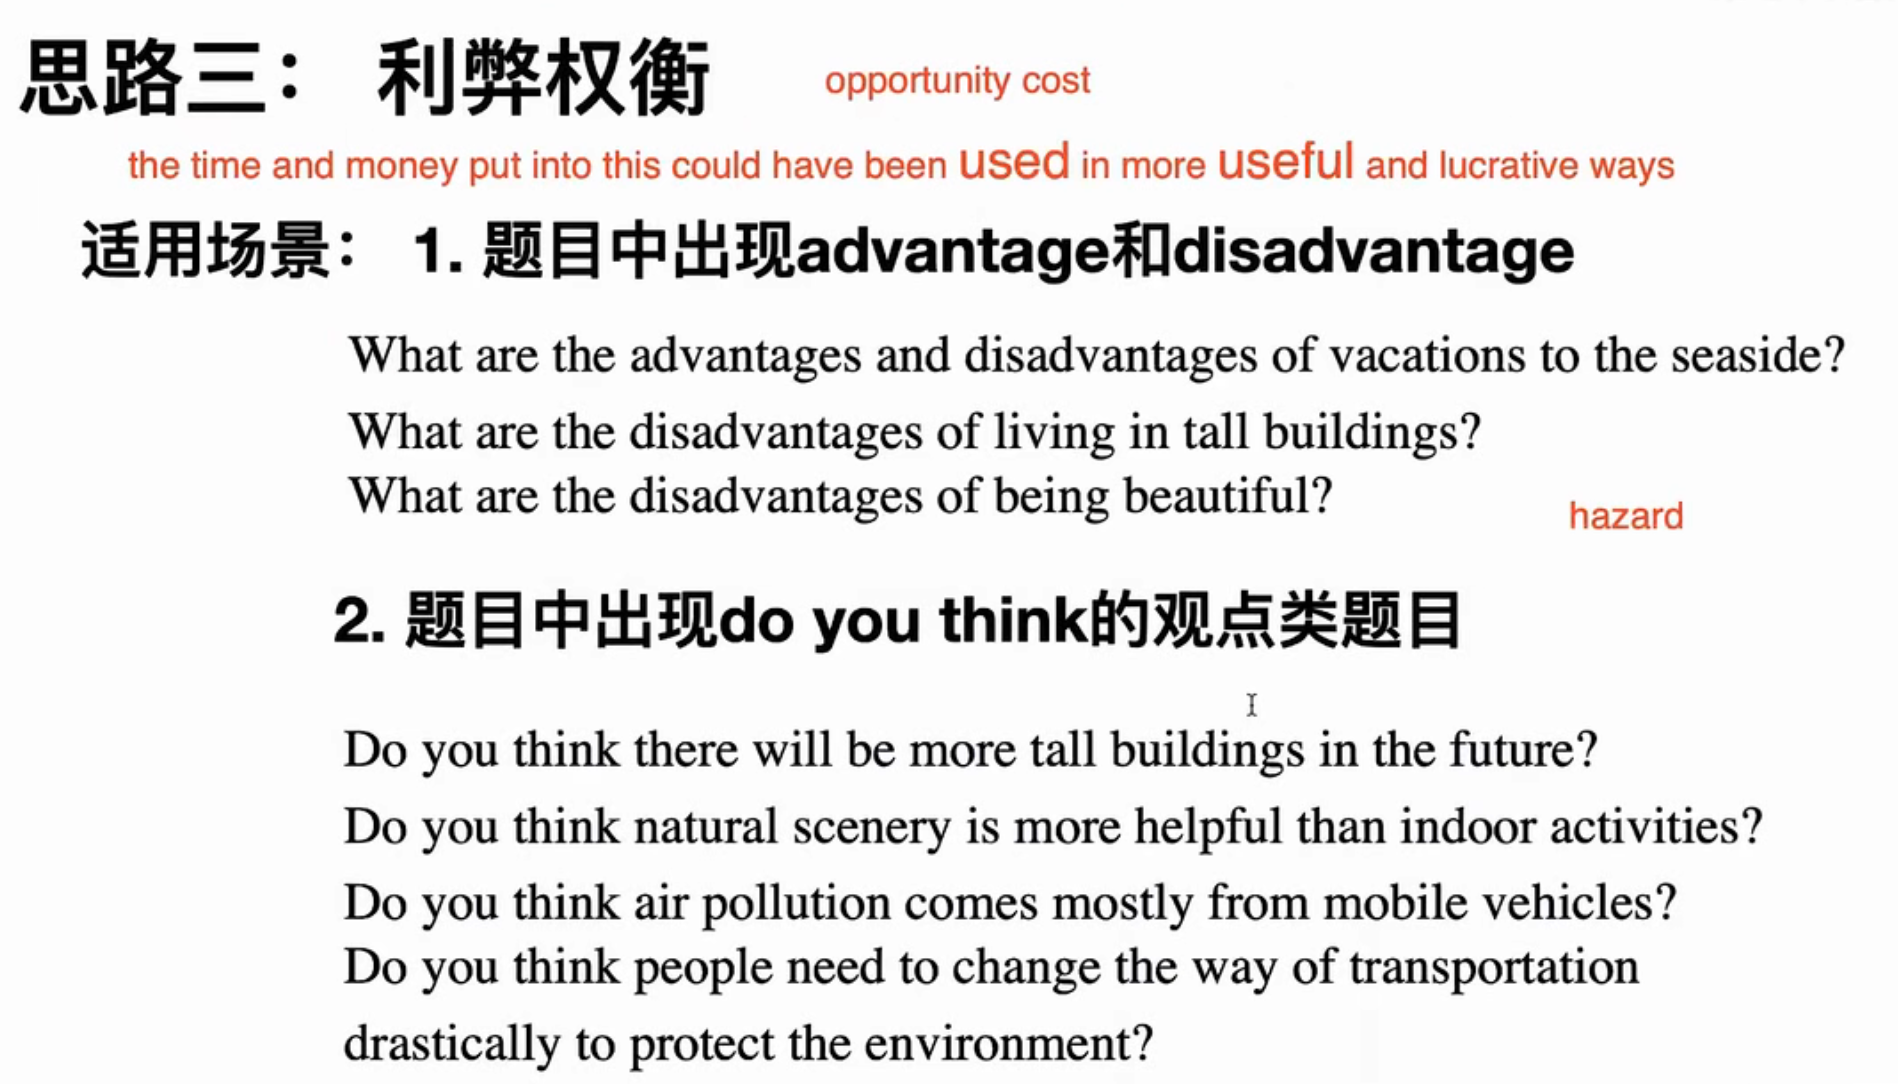 思路三： 利弊权衡 opportunity cost
the time and money put into this could have been used in more useful and lucrative ways
适用场景： 1. 题目中出现advantage和disadvantage
What are the advantages and disadvantages of vacations to the seaside?
What are the disadvantages of living in tall buildings?
What are the disadvantages of being beautiful?
hazard
2. 题目中出现do you think的观点类题目
Do you think there will be more tall buildings in the future?
Do you think natural scenery is more helpful than indoor activities?
Do you think air pollution comes mostly from mobile vehicles?
Do you think people need to change the way of transportation
drastically to protect the environment?